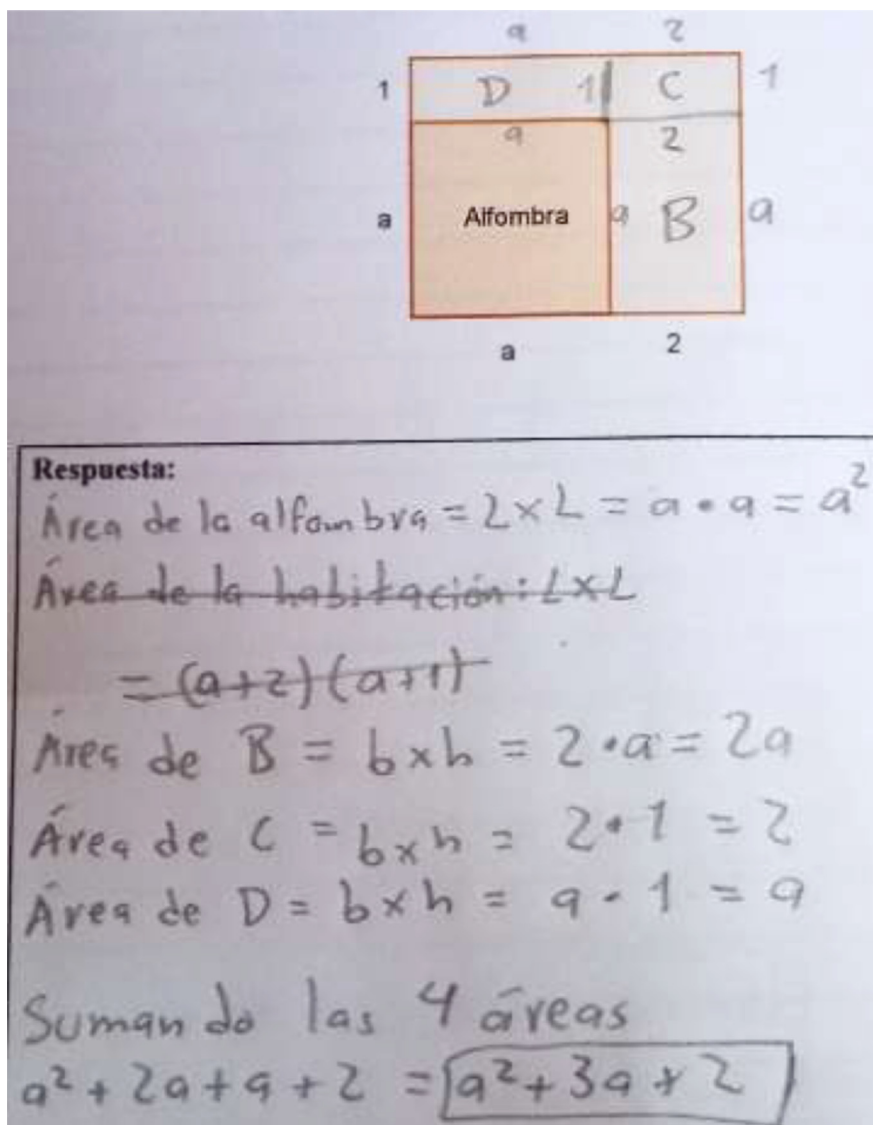 a 2
1 D 1 C 1
a 2
a Alfombra a B a
a 2
Respuesta:
Área de la alfombra = L x L = a • a = a²
Área de la habitación: L x L
= (a+2)(a+1)
Área de B = b x h = 2 • a = 2a
Área de C = b x h = 2 • 1 = 2
Área de D = b x h = a • 1 = a
Sumando las 4 áreas
a² + 2a + a + 2 = a² + 3a + 2